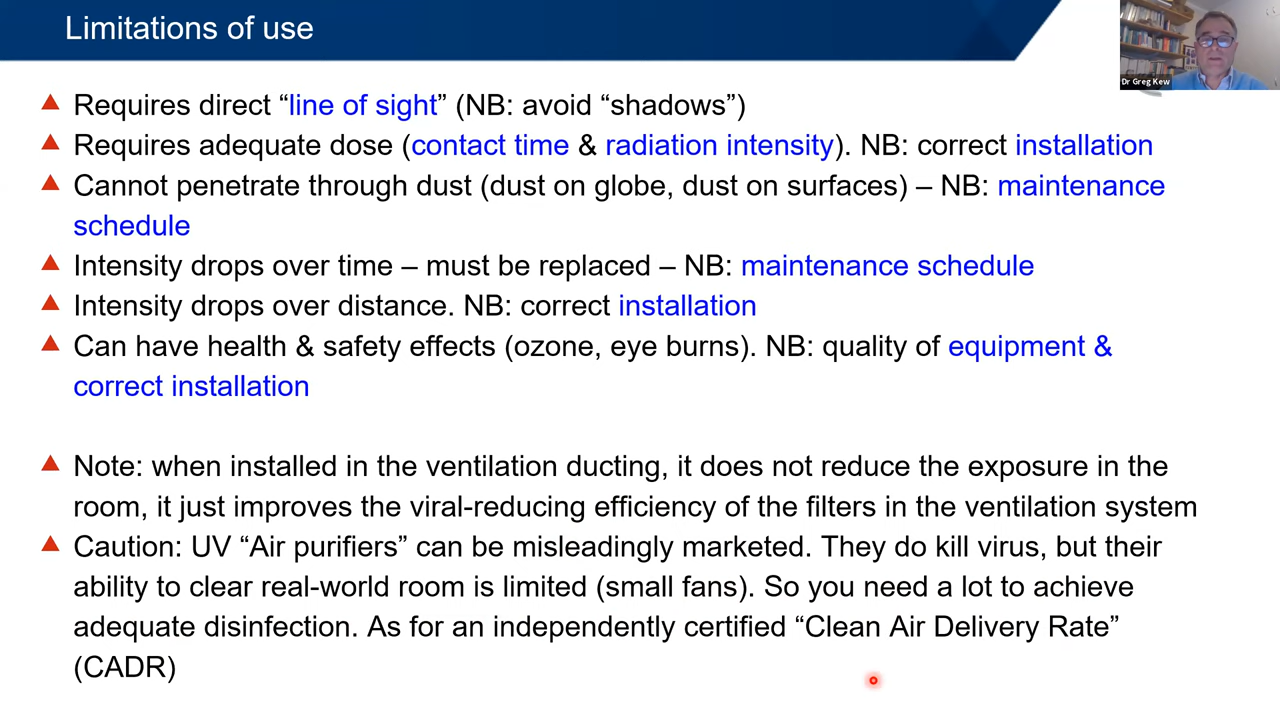 Limitations of use
Dr Greg Kew
Requires direct “line of sight” (NB: avoid “shadows”)
Requires adequate dose (contact time & radiation intensity). NB: correct installation
Cannot penetrate through dust (dust on globe, dust on surfaces) – NB: maintenance
schedule
Intensity drops over time – must be replaced – NB: maintenance schedule
Intensity drops over distance. NB: correct installation
Can have health & safety effects (ozone, eye burns). NB: quality of equipment &
correct installation
Note: when installed in the ventilation ducting, it does not reduce the exposure in the
room, it just improves the viral-reducing efficiency of the filters in the ventilation system
Caution: UV “Air purifiers” can be misleadingly marketed. They do kill virus, but their
ability to clear real-world room is limited (small fans). So you need a lot to achieve
adequate disinfection. As for an independently certified “Clean Air Delivery Rate”
(CADR)